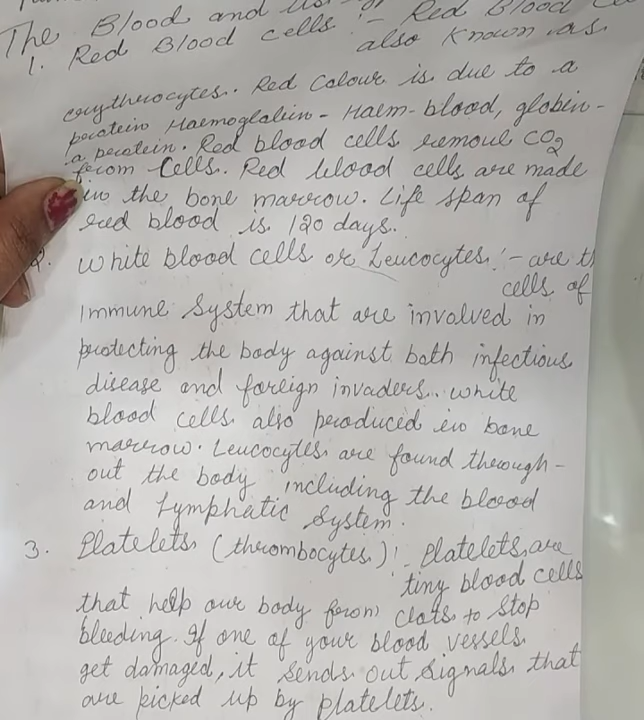 The Blood and its
1. Red Blood cells :- Red Blood Ce
also known as
erythrocytes. Red Colour is due to a
protein Haemoglobin - Haem-blood, globin-
a protein. Red blood cells remove CO2
from Cells. Red blood cells are made
in the bone marrow. Life span of
red blood is 120 days.
2. White blood cells or Leucocytes :- are th
cells of
Immune System that are involved in
protecting the body against both infectious
disease and foreign invaders. White
blood cells also produced in bone
marrow. Leucocytes are found through-
out the body including the blood
and Lymphatic System.
3. Platelets (thrombocytes) : Platelets are
tiny blood cells
that help our body form clots to stop
bleeding. If one of your blood vessels
get damaged, it sends out signals that
are picked up by platelets.